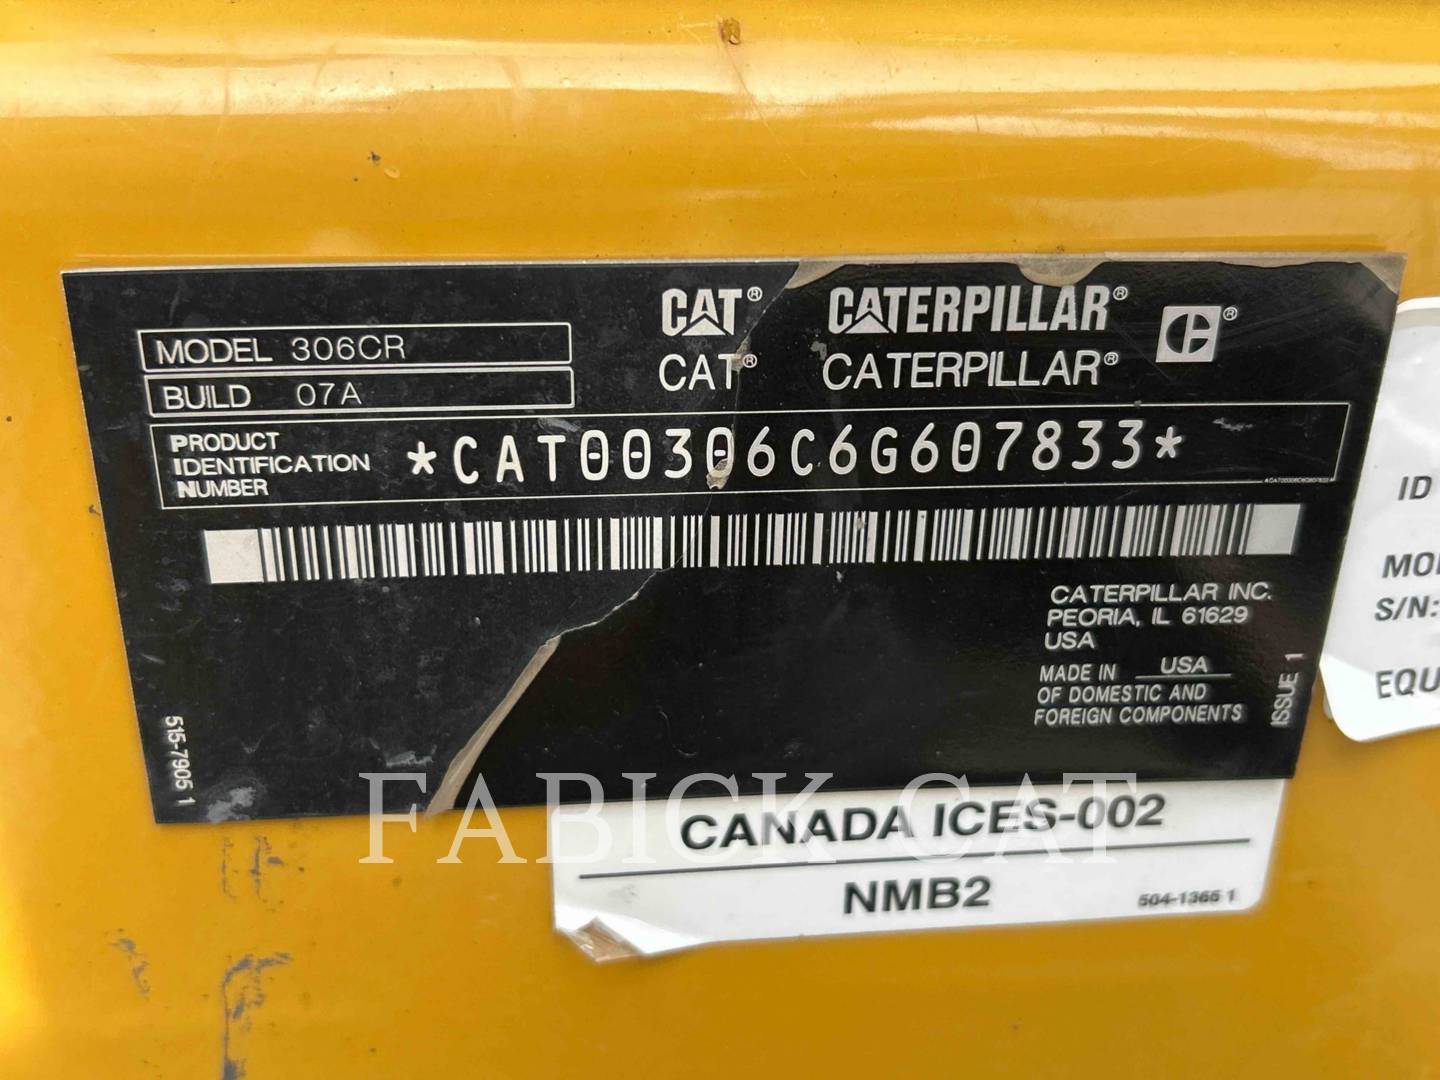 CAT® CATERPILLAR® C®
CAT® CATERPILLAR®
MODEL 306CR
BUILD 07A
PRODUCT
IDENTIFICATION
NUMBER
*CAT00306C6G607833*
CATERPILLAR INC.
PEORIA, IL 61629
USA
MADE IN USA
OF DOMESTIC AND
FOREIGN COMPONENTS
ISSUE 1
515-7905 1
CANADA ICES-002
NMB2
504-1365 1
ID
S/N:
FABICK CAT